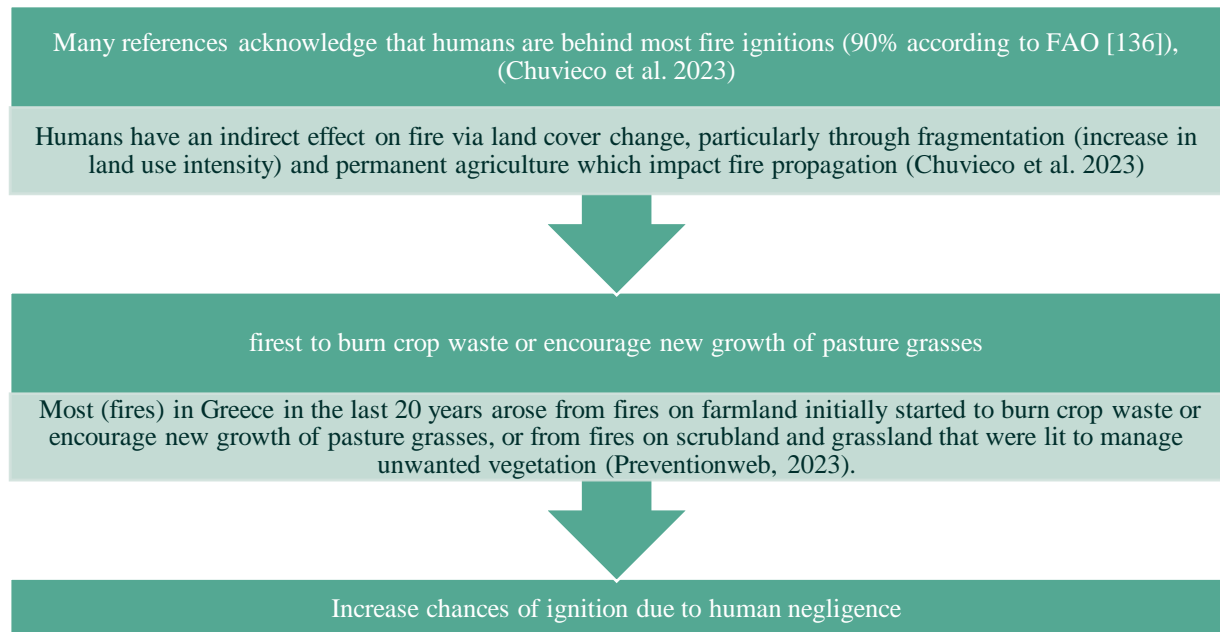 Many references acknowledge that humans are behind most fire ignitions (90% according to FAO [136]),
(Chuvieco et al. 2023)
Humans have an indirect effect on fire via land cover change, particularly through fragmentation (increase in
land use intensity) and permanent agriculture which impact fire propagation (Chuvieco et al. 2023)
firest to burn crop waste or encourage new growth of pasture grasses
Most (fires) in Greece in the last 20 years arose from fires on farmland initially started to burn crop waste or
encourage new growth of pasture grasses, or from fires on scrubland and grassland that were lit to manage
unwanted vegetation (Preventionweb, 2023).
Increase chances of ignition due to human negligence